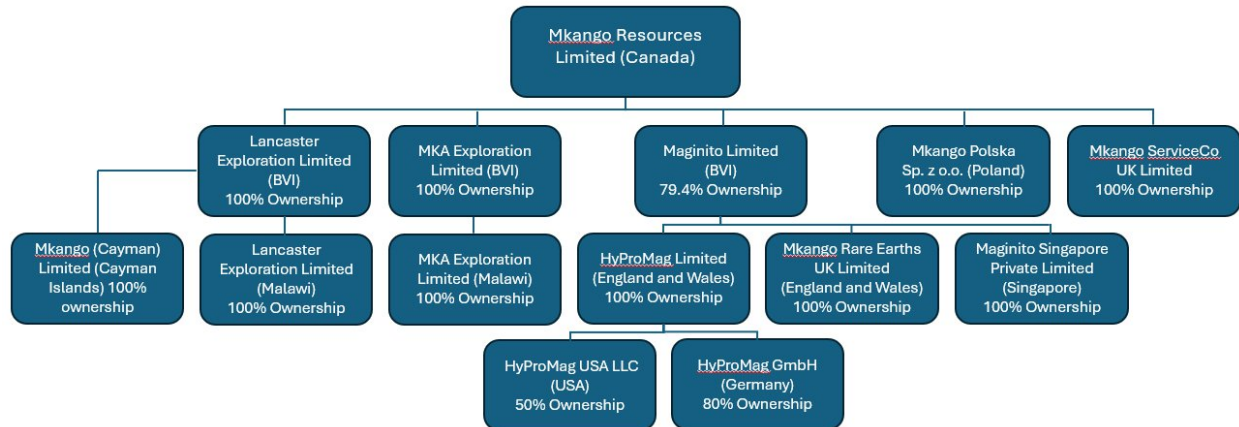 Mkango Resources
Limited (Canada)
Lancaster
Exploration Limited
(BVI)
100% Ownership
MKA Exploration
Limited (BVI)
100% Ownership
Maginito Limited
(BVI)
79.4% Ownership
Mkango Polska
Sp. z o.o. (Poland)
100% Ownership
Mkango ServiceCo
UK Limited
100% Ownership
Mkango (Cayman)
Limited (Cayman
Islands) 100%
ownership
Lancaster
Exploration Limited
(Malawi)
100% Ownership
MKA Exploration
Limited (Malawi)
100% Ownership
HyProMag Limited
(England and Wales)
100% Ownership
Mkango Rare Earths
UK Limited
(England and Wales)
100% Ownership
Maginito Singapore
Private Limited
(Singapore)
100% Ownership
HyProMag USA LLC
(USA)
50% Ownership
HyProMag GmbH
(Germany)
80% Ownership